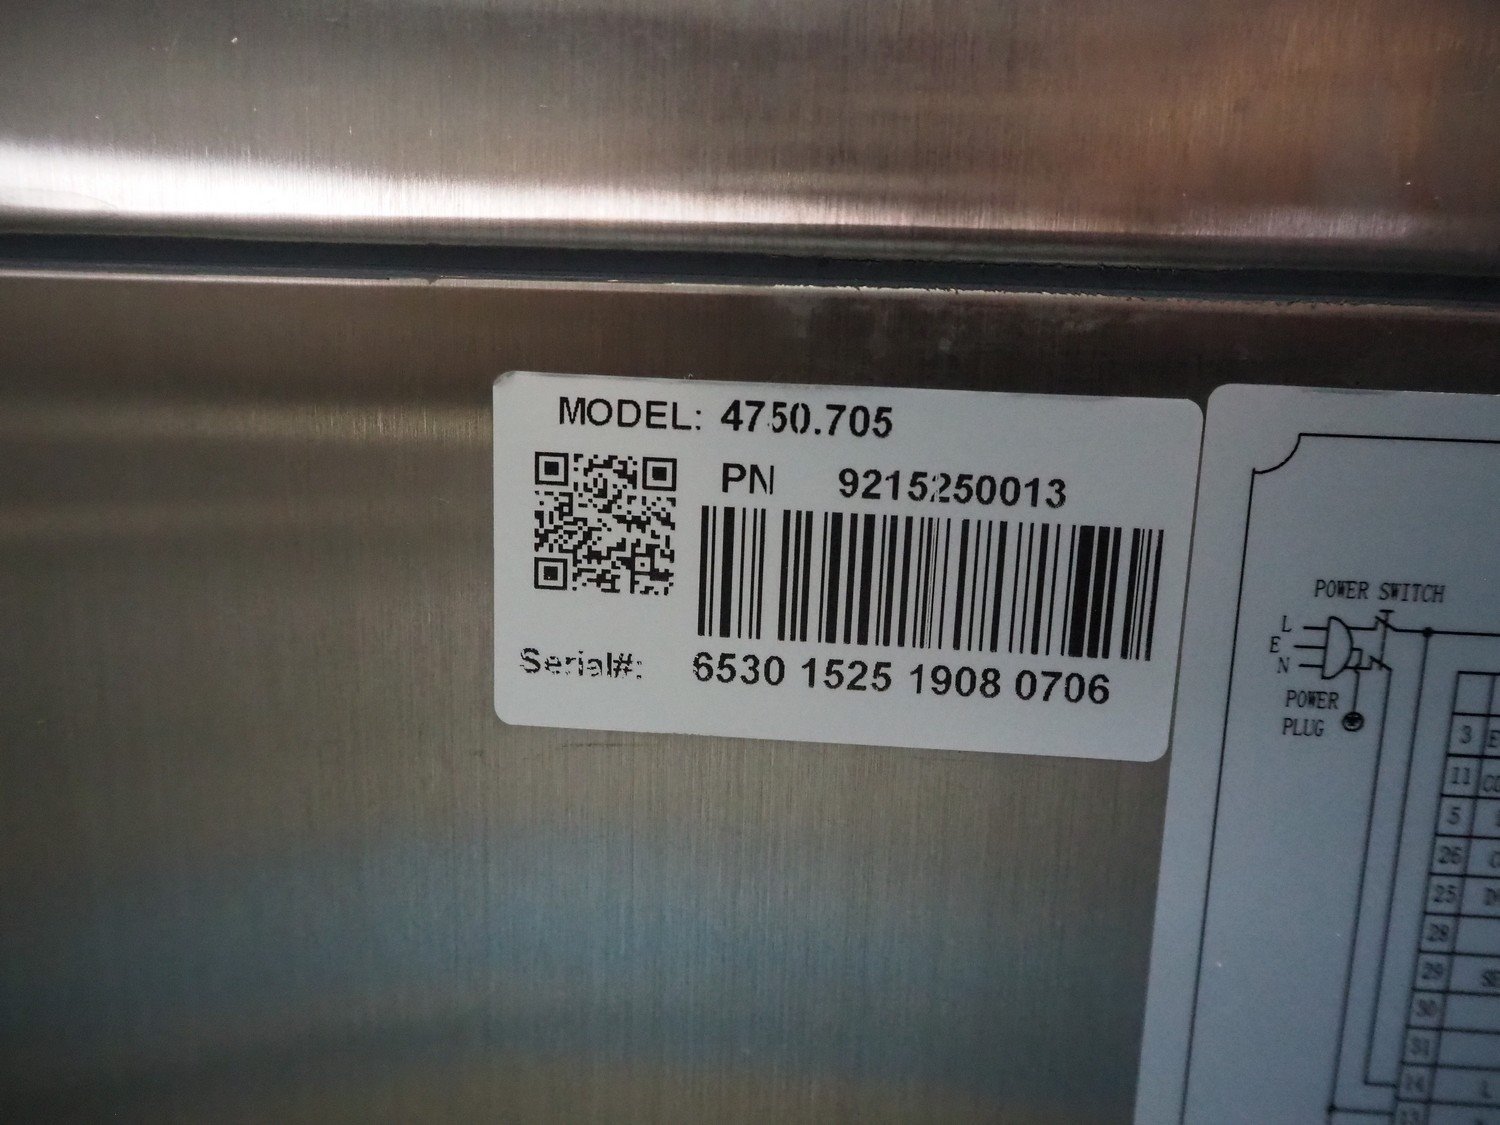 MODEL: 4750.705
PN 9215250013
Serial#: 6530 1525 1908 0706
POWER SWITCH
L
E
N
POWER
PLUG
3
11
5
26
25
28
29
30
31
14 L
13